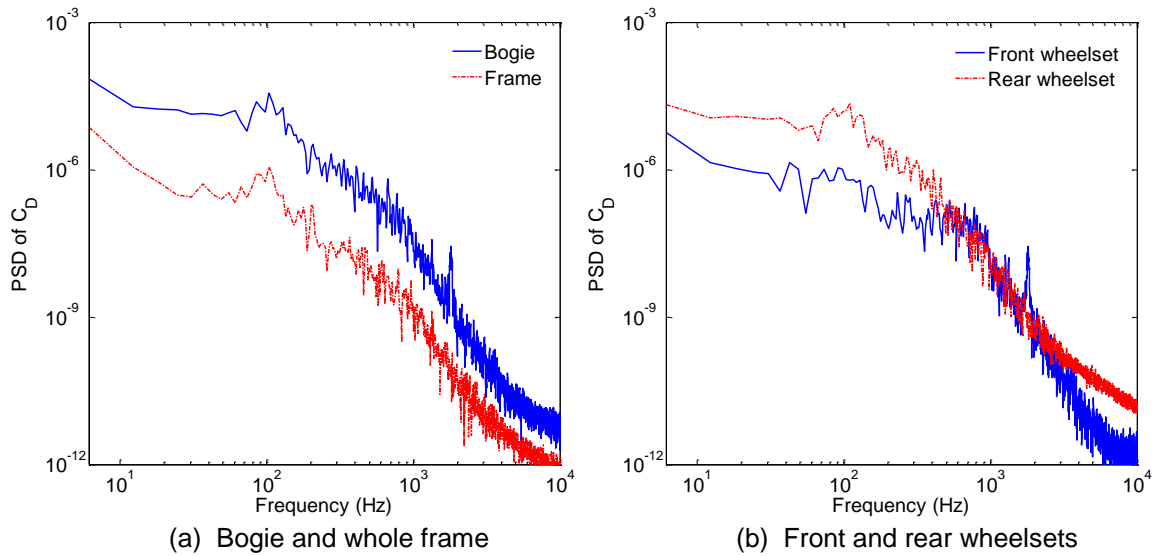 10^-3
10^-6
10^-9
10^-12
PSD of C_D
10^1
10^2
10^3
10^4
Frequency (Hz)
Bogie
Frame
(a) Bogie and whole frame
10^-3
10^-6
10^-9
10^-12
PSD of C_D
10^1
10^2
10^3
10^4
Frequency (Hz)
Front wheelset
Rear wheelset
(b) Front and rear wheelsets